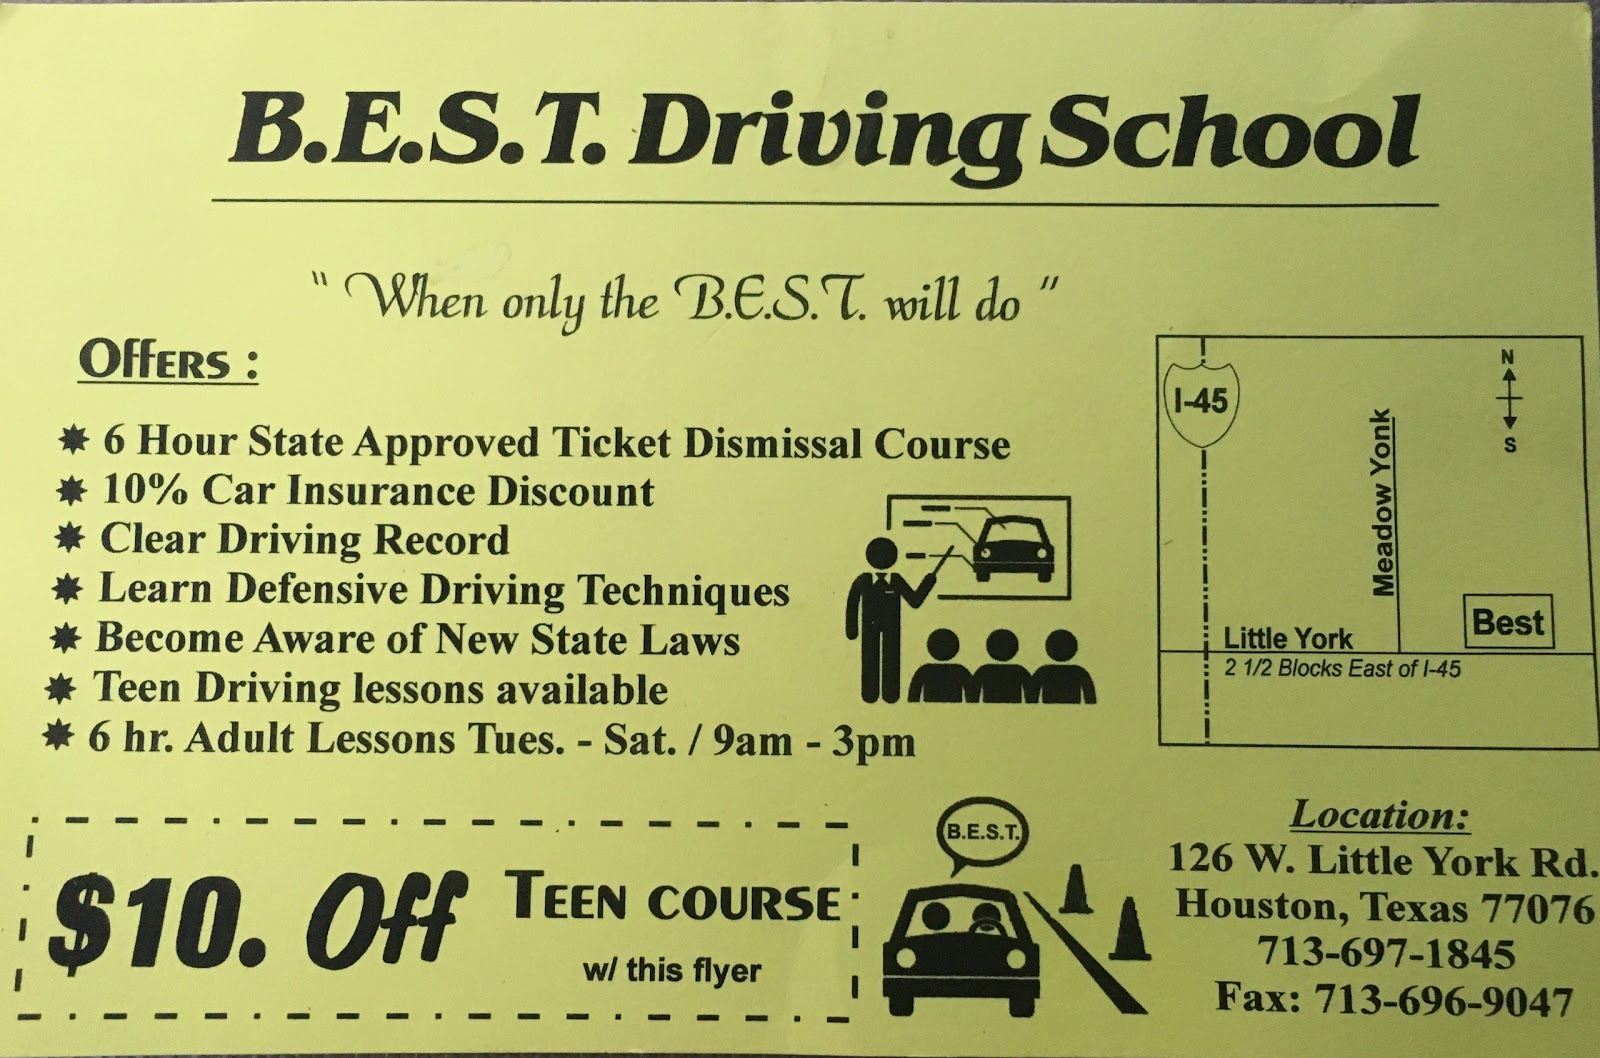 B.E.S.T. Driving School
" When only the B.E.S.T. will do "
Offers :
✷ 6 Hour State Approved Ticket Dismissal Course
✷ 10% Car Insurance Discount
✷ Clear Driving Record
✷ Learn Defensive Driving Techniques
✷ Become Aware of New State Laws
✷ Teen Driving lessons available
✷ 6 hr. Adult Lessons Tues. - Sat. / 9am - 3pm
I-45
N
S
Meadow Yonk
Best
Little York
2 1/2 Blocks East of I-45
$10. Off
TEEN COURSE
w/ this flyer
B.E.S.T.
Location:
126 W. Little York Rd.
Houston, Texas 77076
713-697-1845
Fax: 713-696-9047